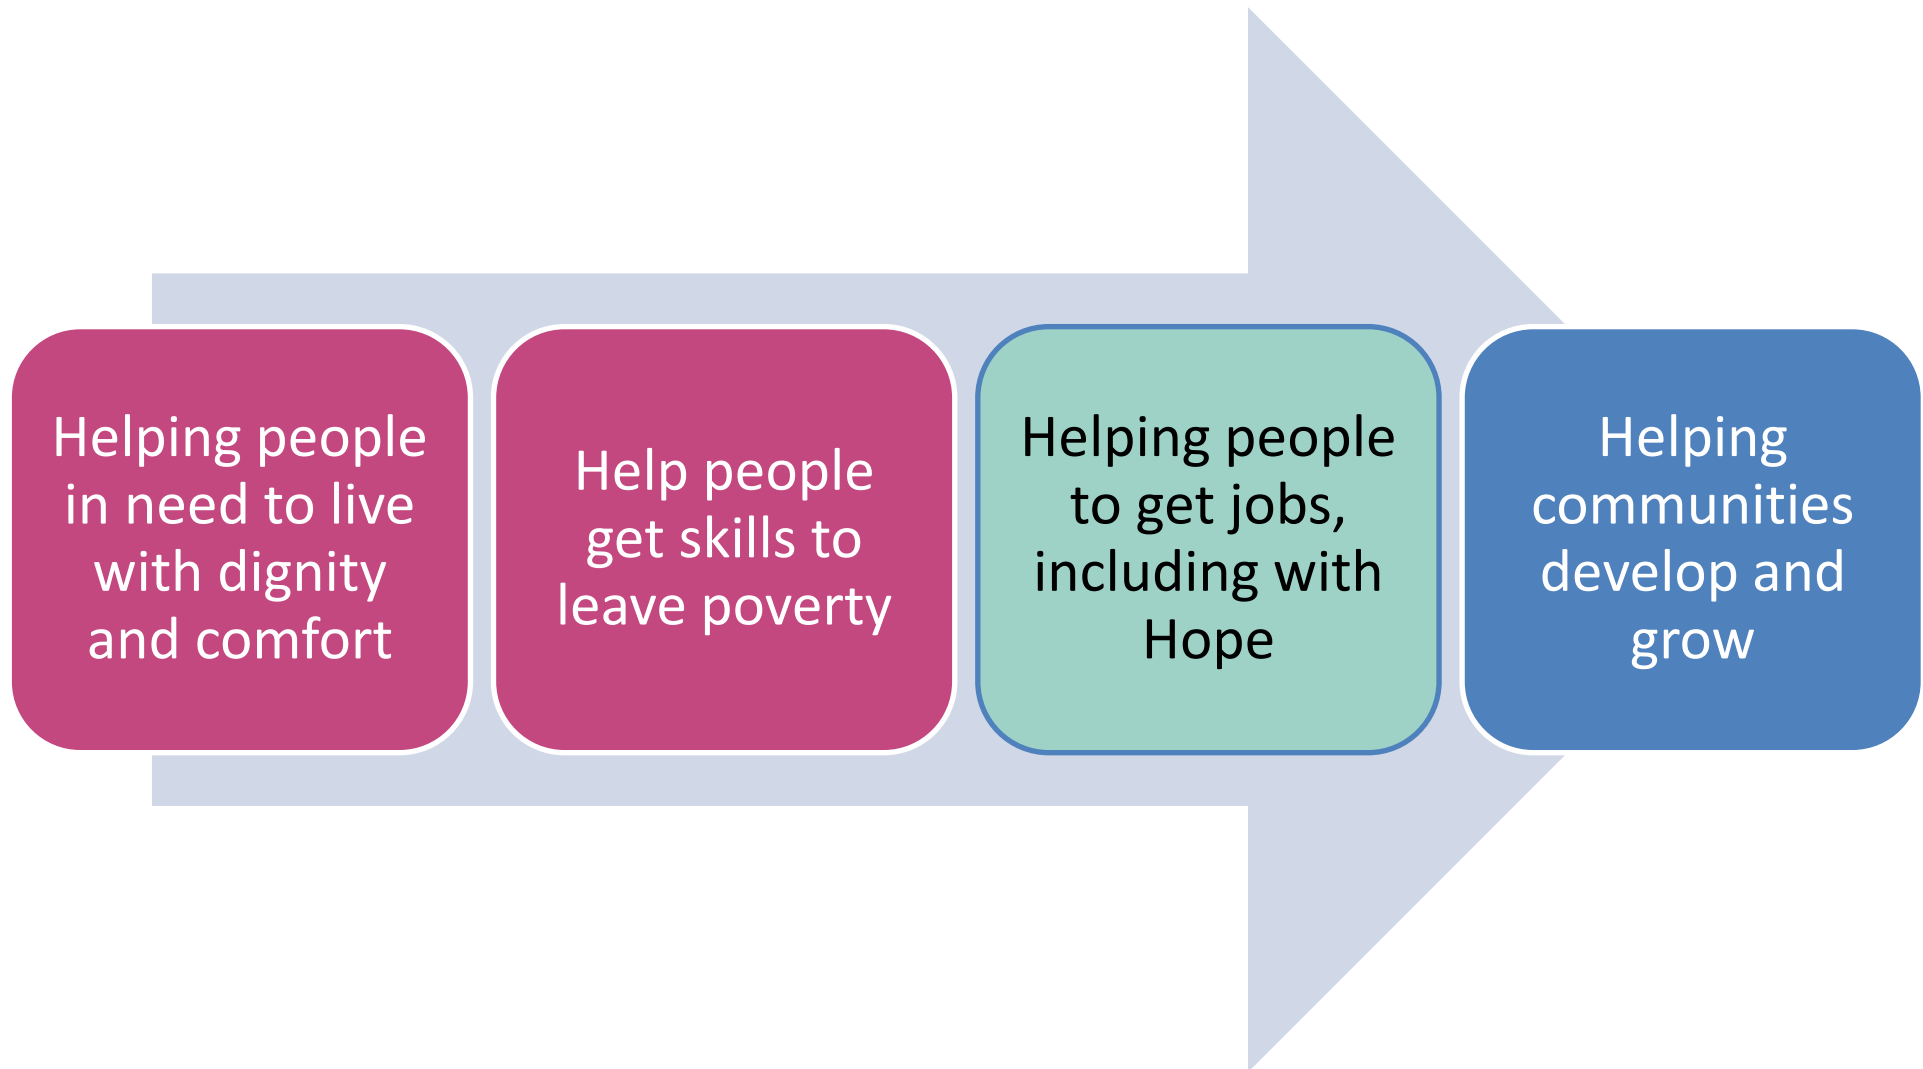 Helping people
in need to live
with dignity
and comfort
Help people
get skills to
leave poverty
Helping people
to get jobs,
including with
Hope
Helping
communities
develop and
grow